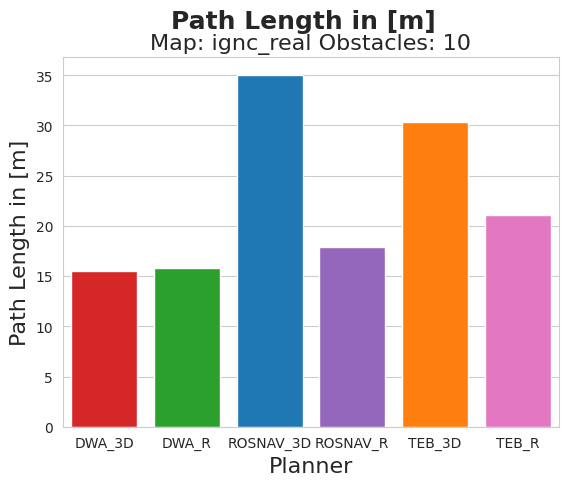 Path Length in [m]
Map: ignc_real Obstacles: 10
Path Length in [m]
35
30
25
20
15
10
5
0
DWA_3D DWA_R ROSNAV_3D ROSNAV_R TEB_3D TEB_R
Planner